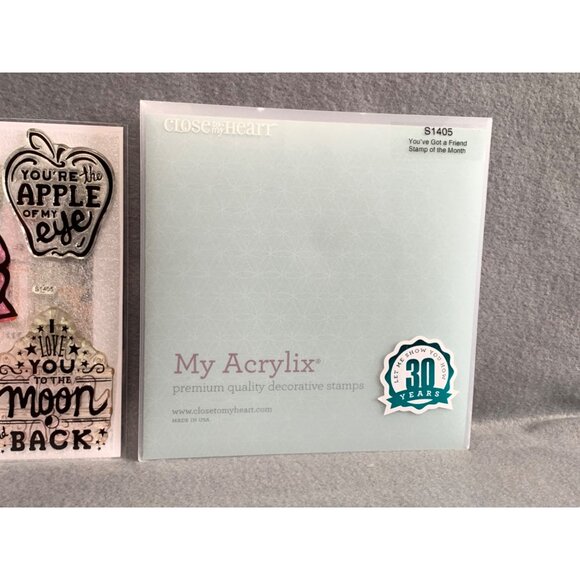 YOU'RE the
APPLE
OF MY
eye
S1405
I
LOVE
YOU
TO THE
Moon
BACK
CLOSE to my HEART
S1405
You've Got a Friend
Stamp of the Month
My Acrylix®
premium quality decorative stamps
www.closetomyheart.com
MADE IN USA
LET ME SHOW YOU HOW
30
YEARS